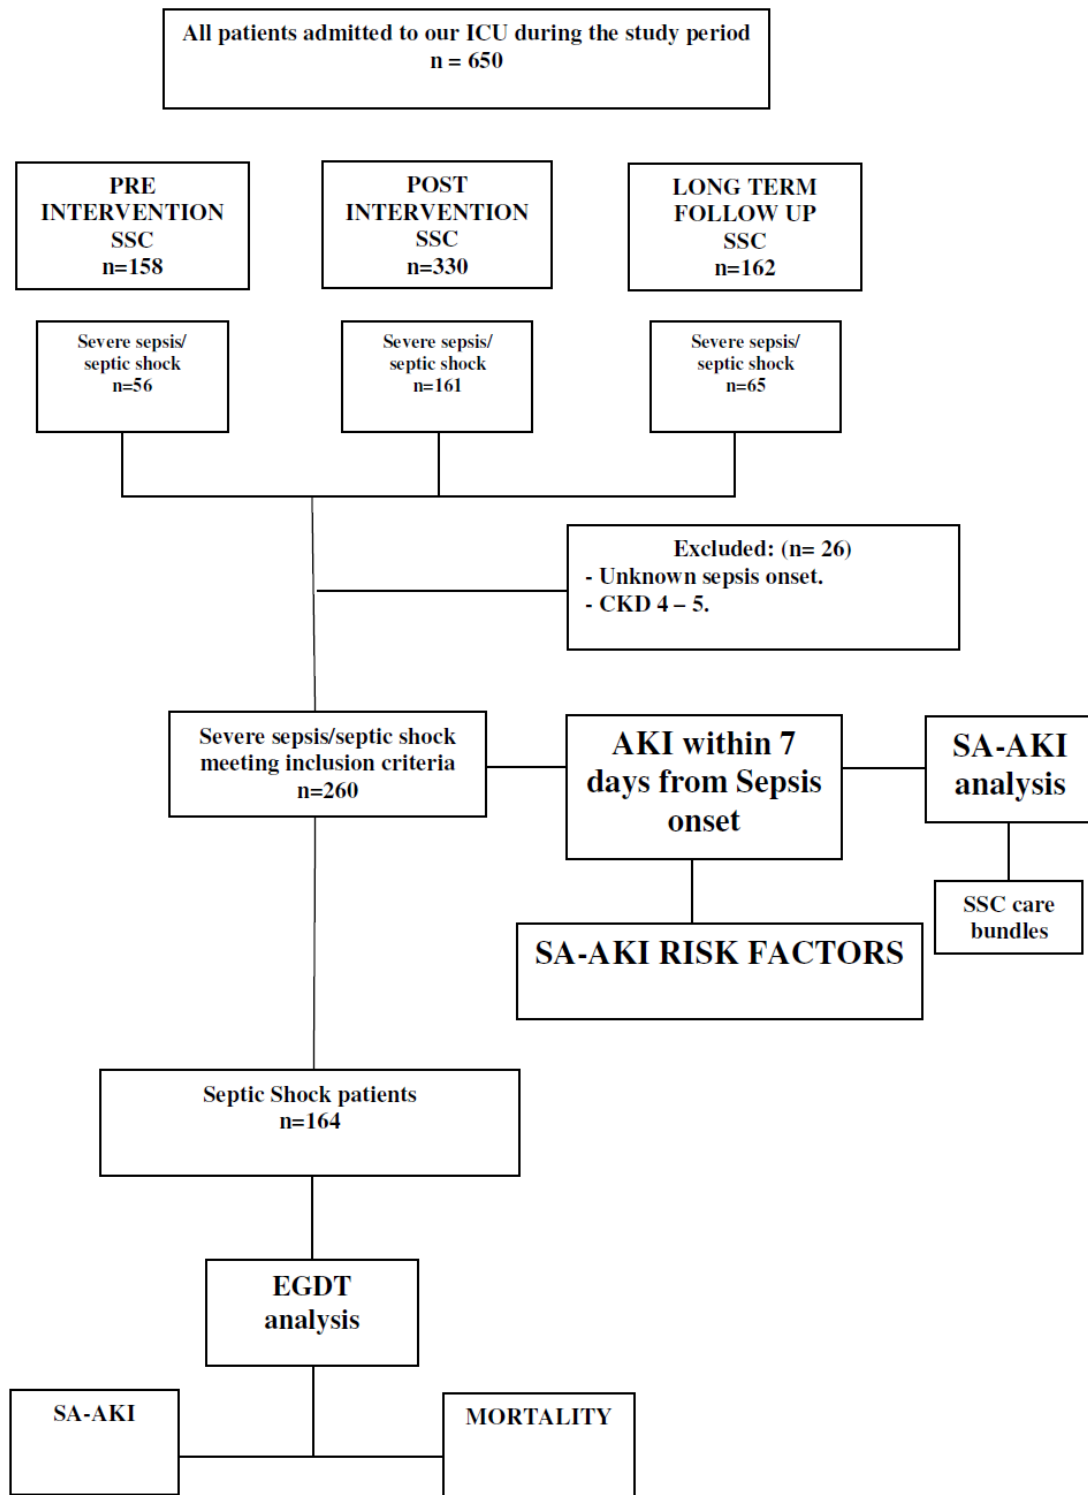 All patients admitted to our ICU during the study period
n = 650
PRE
INTERVENTION
SSC
n=158
POST
INTERVENTION
SSC
n=330
LONG TERM
FOLLOW UP
SSC
n=162
Severe sepsis/
septic shock
n=56
Severe sepsis/
septic shock
n=161
Severe sepsis/
septic shock
n=65
Excluded: (n= 26)
- Unknown sepsis onset.
- CKD 4 – 5.
Severe sepsis/septic shock
meeting inclusion criteria
n=260
AKI within 7
days from Sepsis
onset
SA-AKI
analysis
SSC care
bundles
SA-AKI RISK FACTORS
Septic Shock patients
n=164
EGDT
analysis
SA-AKI
MORTALITY